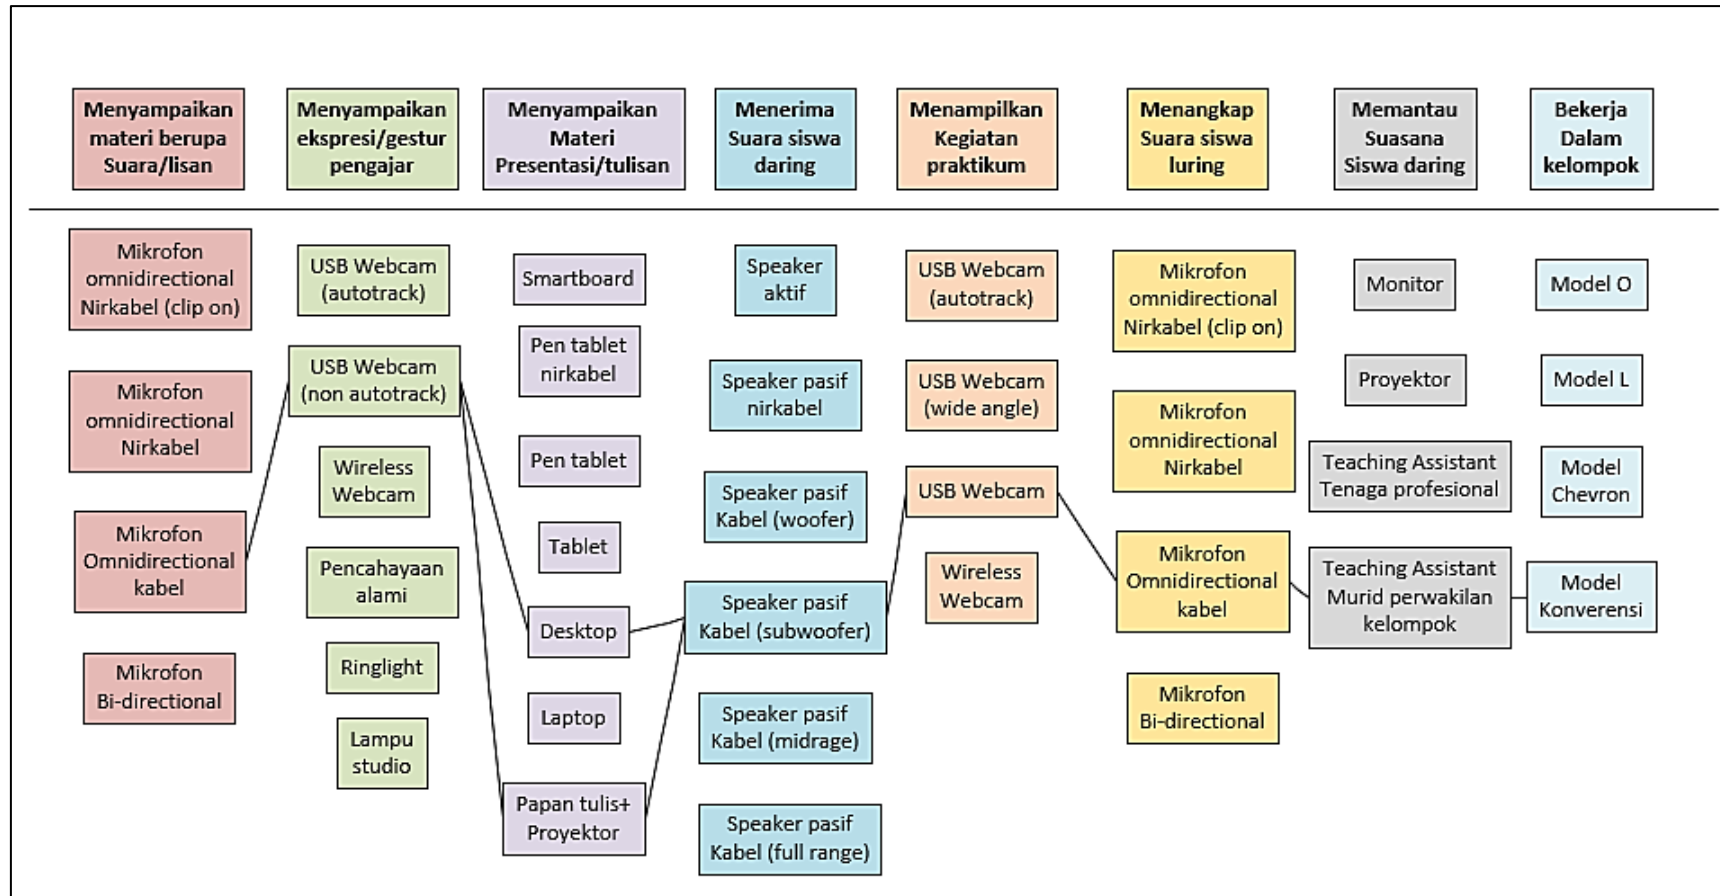 Menyampaikan
materi berupa
Suara/lisan
Menyampaikan
ekspresi/gestur
pengajar
Menyampaikan
Materi
Presentasi/tulisan
Menerima
Suara siswa
daring
Menampilkan
Kegiatan
praktikum
Menangkap
Suara siswa
luring
Memantau
Suasana
Siswa daring
Bekerja
Dalam
kelompok
Mikrofon
omnidirectional
Nirkabel (clip on)
Mikrofon
omnidirectional
Nirkabel
Mikrofon
Omnidirectional
kabel
Mikrofon
Bi-directional
USB Webcam
(autotrack)
USB Webcam
(non autotrack)
Wireless
Webcam
Pencahayaan
alami
Ringlight
Lampu
studio
Smartboard
Pen tablet
nirkabel
Pen tablet
Tablet
Desktop
Laptop
Papan tulis+
Proyektor
Speaker
aktif
Speaker pasif
nirkabel
Speaker pasif
Kabel (woofer)
Speaker pasif
Kabel (subwoofer)
Speaker pasif
Kabel (midrage)
Speaker pasif
Kabel (full range)
USB Webcam
(autotrack)
USB Webcam
(wide angle)
USB Webcam
Wireless
Webcam
Mikrofon
omnidirectional
Nirkabel (clip on)
Mikrofon
omnidirectional
Nirkabel
Mikrofon
Omnidirectional
kabel
Mikrofon
Bi-directional
Monitor
Proyektor
Teaching Assistant
Tenaga profesional
Teaching Assistant
Murid perwakilan
kelompok
Model O
Model L
Model
Chevron
Model
Konverensi